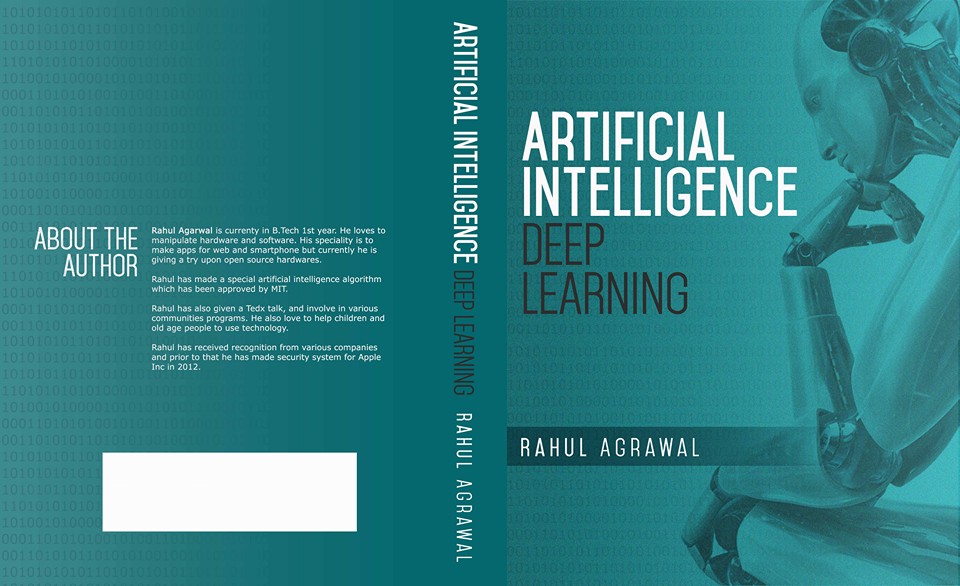 ABOUT THE
AUTHOR
Rahul Agarwal is currenty in B.Tech 1st year. He loves to
manipulate hardware and software. His speciality is to
make apps for web and smartphone but currently he is
giving a try upon open source hardwares.
Rahul has made a special artificial intelligence algorithm
which has been approved by MIT.
Rahul has also given a Tedx talk, and involve in various
communities programs. He also love to help children and
old age people to use technology.
Rahul has received recognition from various companies
and prior to that he has made security system for Apple
Inc in 2012.
ARTIFICIAL INTELLIGENCE DEEP LEARNING RAHUL AGRAWAL
ARTIFICIAL
INTELLIGENCE
DEEP
LEARNING
RAHUL AGRAWAL